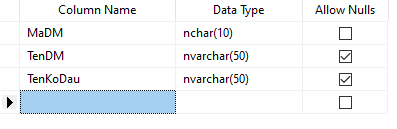 Column Name Data Type Allow Nulls
MaDM nchar(10)
TenDM nvarchar(50)
TenKoDau nvarchar(50)